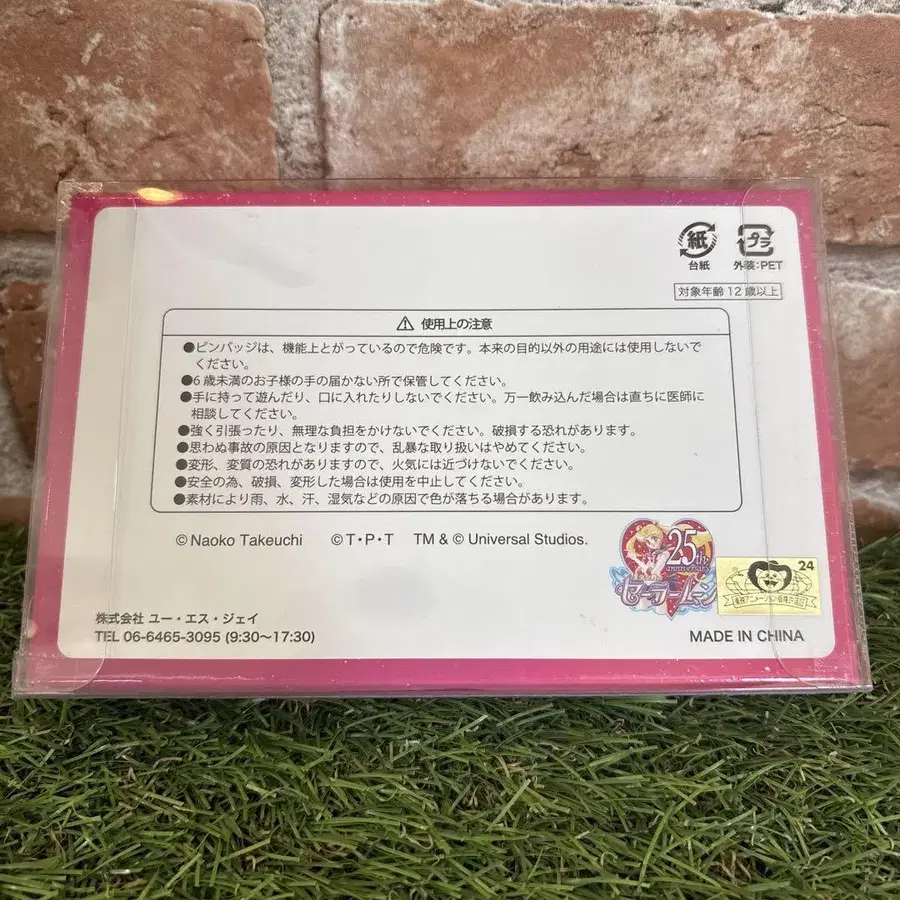 紙
台紙
プラ
外装:PET
対象年齢 12 歳以上
使用上の注意
●ピンバッジは、機能上とがっているので危険です。本来の目的以外の用途には使用しないで
ください。
●6 歳未満のお子様の手の届かない所で保管してください。
●手に持って遊んだり、口に入れたりしないでください。万一飲み込んだ場合は直ちに医師に
相談してください。
●強く引張ったり、無理な負担をかけないでください。破損する恐れがあります。
●思わぬ事故の原因となりますので、乱暴な取り扱いはやめてください。
●変形、変質の恐れがありますので、火気には近づけないでください。
●安全の為、破損、変形した場合は使用を中止してください。
●素材により雨、水、汗、湿気などの原因で色が落ちる場合があります。
©Naoko Takeuchi ©T・P・T TM & © Universal Studios.
25th
anniversary
セーラームーン
24
株式会社 ユー・エス・ジェイ
TEL 06-6465-3095 (9:30〜17:30)
MADE IN CHINA